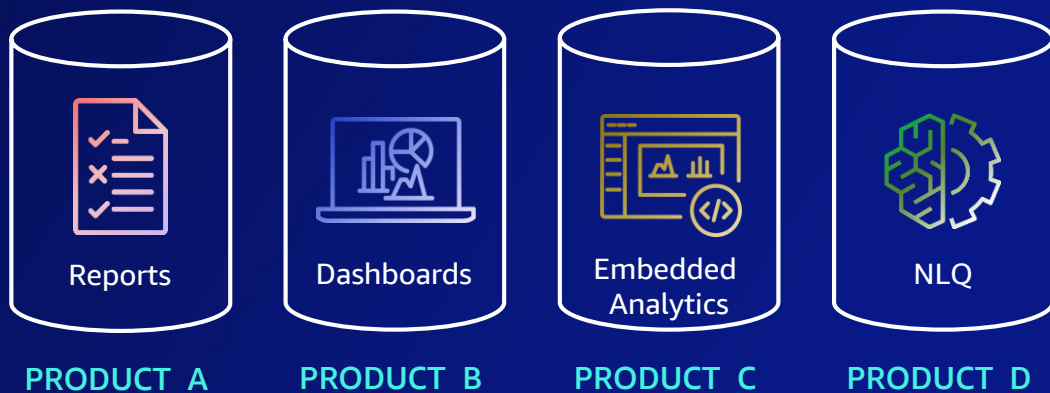 Reports
Dashboards
Embedded
Analytics
NLQ
PRODUCT A
PRODUCT B
PRODUCT C
PRODUCT D